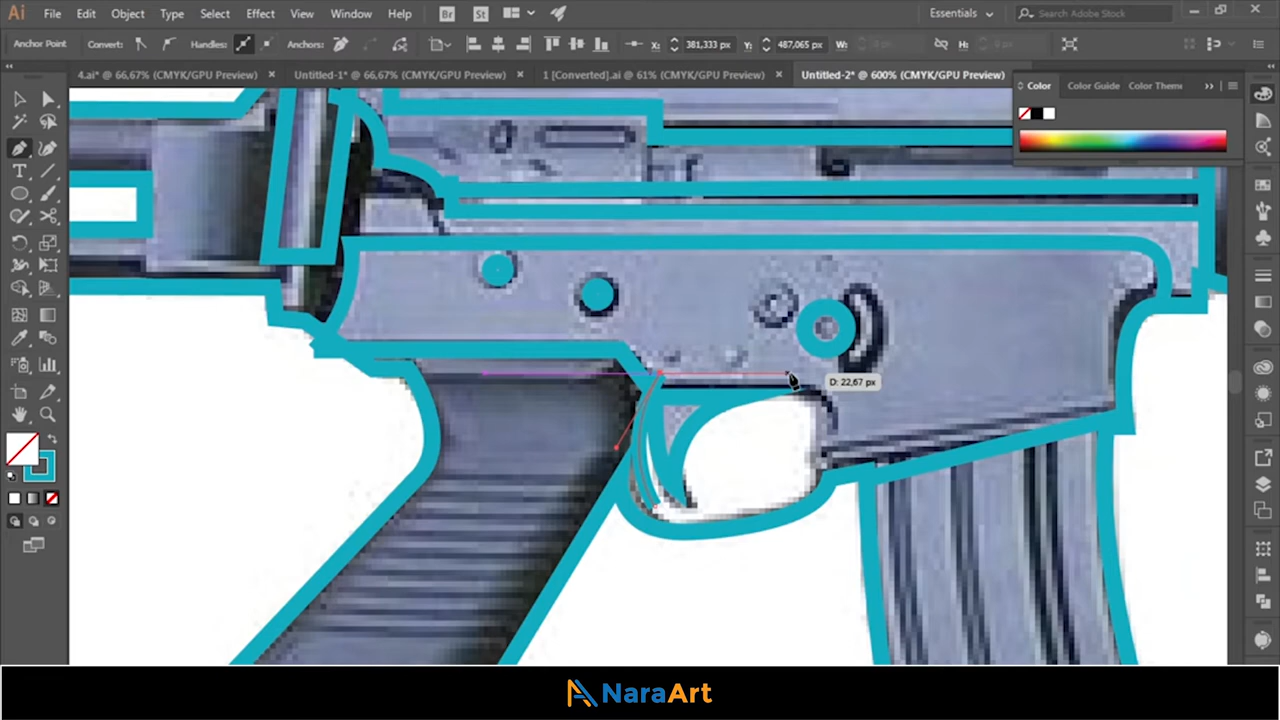 Ai File Edit Object Type Select Effect View Window Help Br St Essentials Search Adobe Stock
Anchor Point Convert: Handles: Anchors: X: 381,333 px Y: 487,065 px W: H:
4.ai* @ 66,67% (CMYK/GPU Preview) × Untitled-1* @ 66,67% (CMYK/GPU Preview) × 1 [Converted].ai @ 61% (CMYK/GPU Preview) × Untitled-2* @ 600% (CMYK/GPU Preview)
Color Color Guide Color Theme
D: 22,67 px
NaraArt